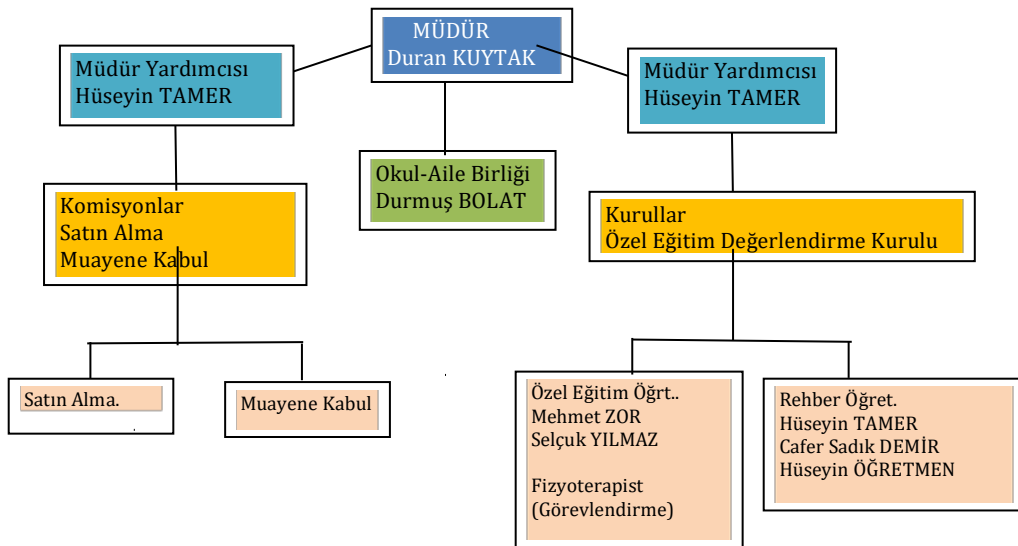 MÜDÜR
Duran KUYTAK
Müdür Yardımcısı
Hüseyin TAMER
Müdür Yardımcısı
Hüseyin TAMER
Okul-Aile Birliği
Durmuş BOLAT
Komisyonlar
Satın Alma
Muayene Kabul
Kurullar
Özel Eğitim Değerlendirme Kurulu
Satın Alma.
Muayene Kabul
Özel Eğitim Öğrt..
Mehmet ZOR
Selçuk YILMAZ
Fizyoterapist
(Görevlendirme)
Rehber Öğret.
Hüseyin TAMER
Cafer Sadık DEMİR
Hüseyin ÖĞRETMEN